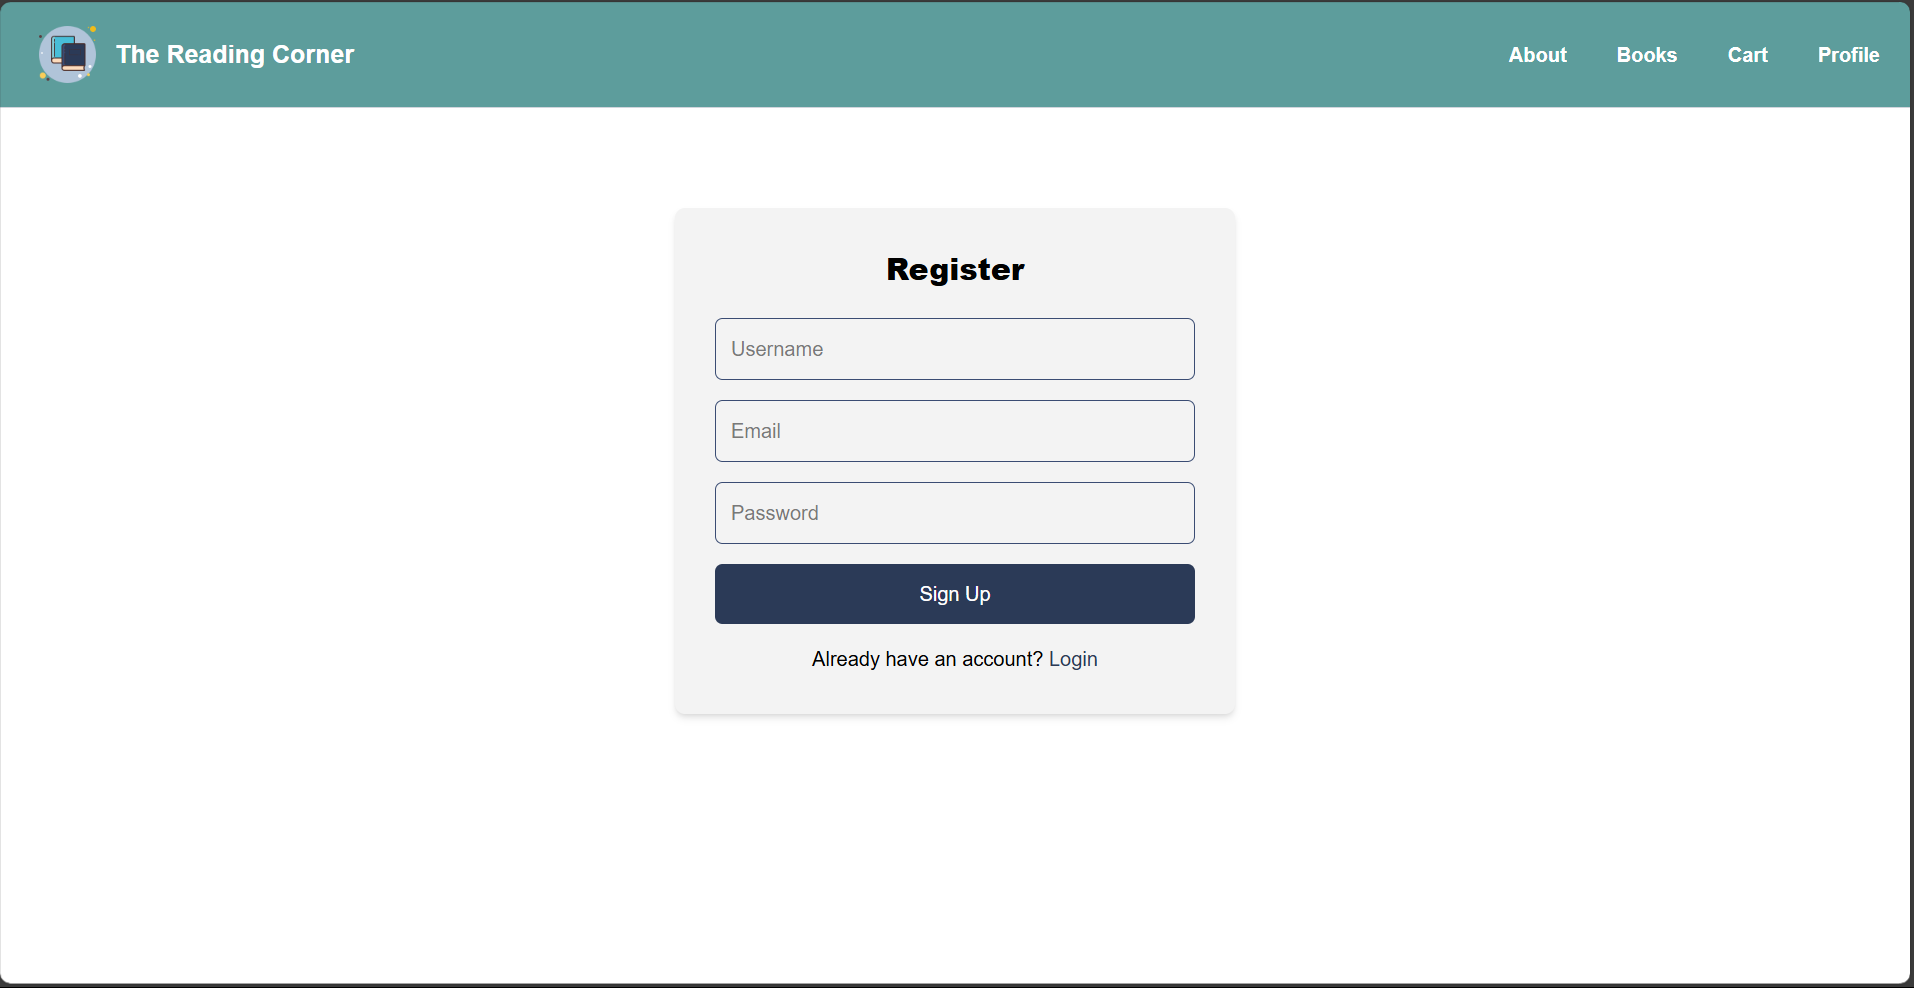 The Reading Corner
About Books Cart Profile
Register
Username
Email
Password
Sign Up
Already have an account? Login